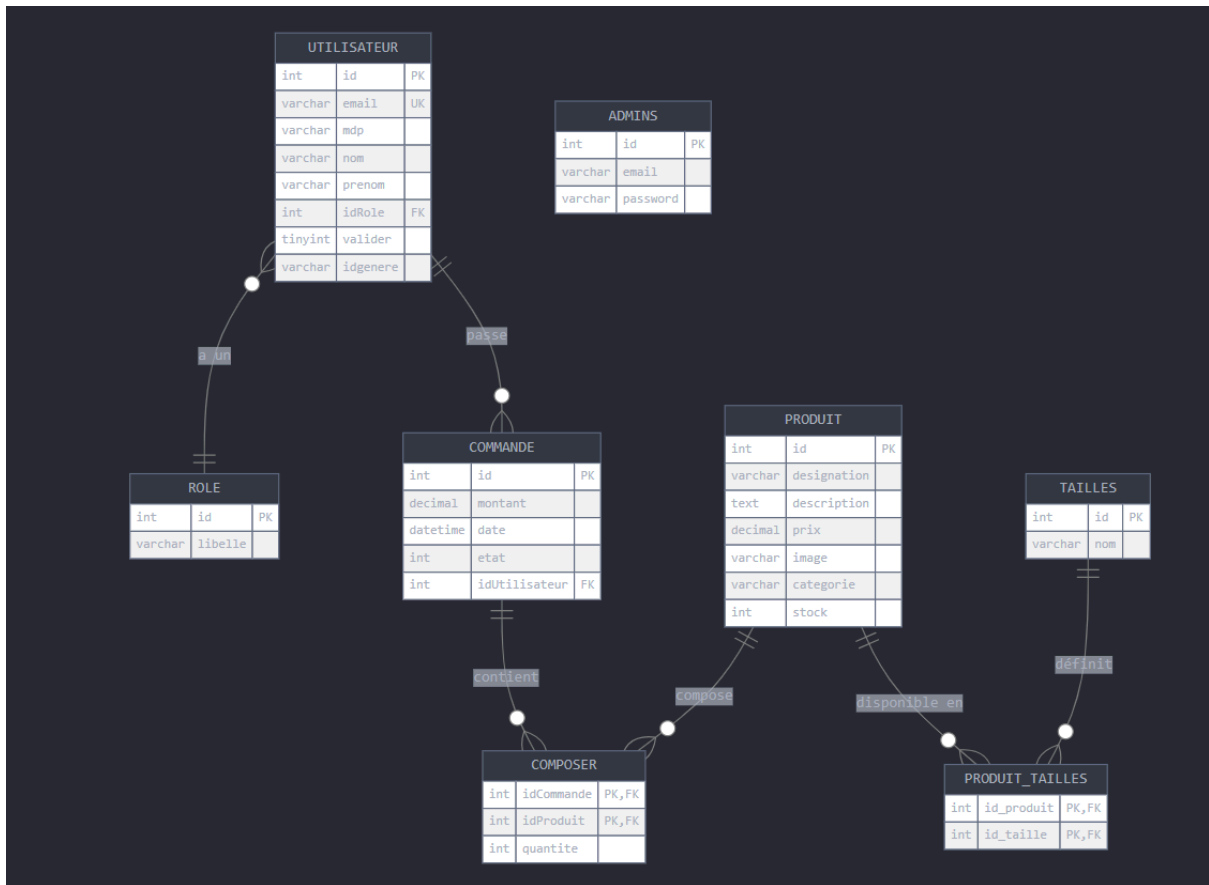 UTILISATEUR
int id PK
varchar email UK
varchar mdp
varchar nom
varchar prenom
int idRole FK
tinyint valider
varchar idgenere
ADMINS
int id PK
varchar email
varchar password
a un
passe
ROLE
int id PK
varchar libelle
COMMANDE
int id PK
decimal montant
datetime date
int etat
int idUtilisateur FK
PRODUIT
int id PK
varchar designation
text description
decimal prix
varchar image
varchar categorie
int stock
TAILLES
int id PK
varchar nom
contient
compose
disponible en
définit
COMPOSER
int idCommande PK,FK
int idProduit PK,FK
int quantite
PRODUIT_TAILLES
int id_produit PK,FK
int id_taille PK,FK